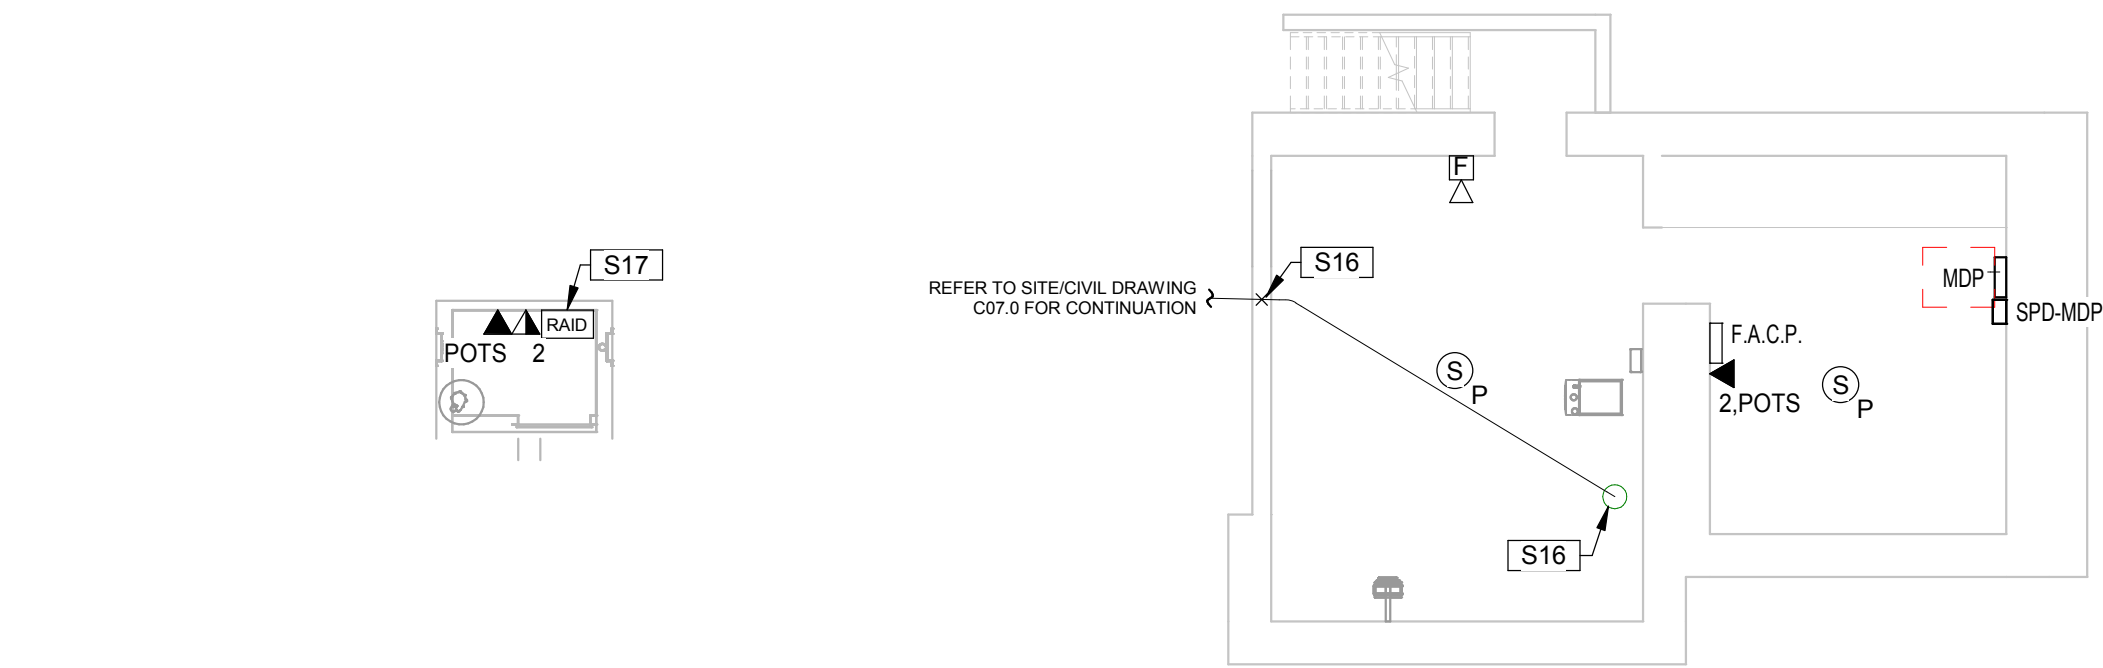 S17
RAID
POTS 2
F
REFER TO SITE/CIVIL DRAWING
C07.0 FOR CONTINUATION
S16
S
P
S16
MDP
SPD-MDP
F.A.C.P.
2,POTS
S
P